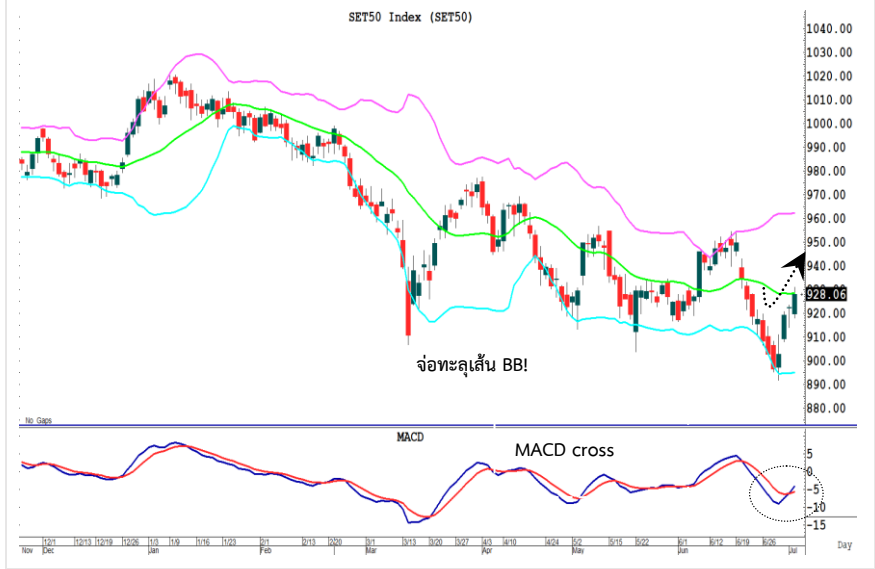 SET50 Index (SET50)
1040.00
1030.00
1020.00
1010.00
1000.00
990.00
980.00
970.00
960.00
950.00
940.00
928.06
920.00
910.00
900.00
890.00
880.00
จ่อทะลุเส้น BB!
No Gaps
MACD
MACD cross
5
0
-5
-10
-15
12/1 12/13 12/19 12/26 1/3 1/9 1/16 1/23 2/1 2/13 2/20 3/1 3/13 3/20 3/27 4/3 4/10 4/24 5/2 5/15 5/22 6/1 6/12 6/19 6/26
Nov Dec Jan Feb Mar Apr May Jun Jul
Day